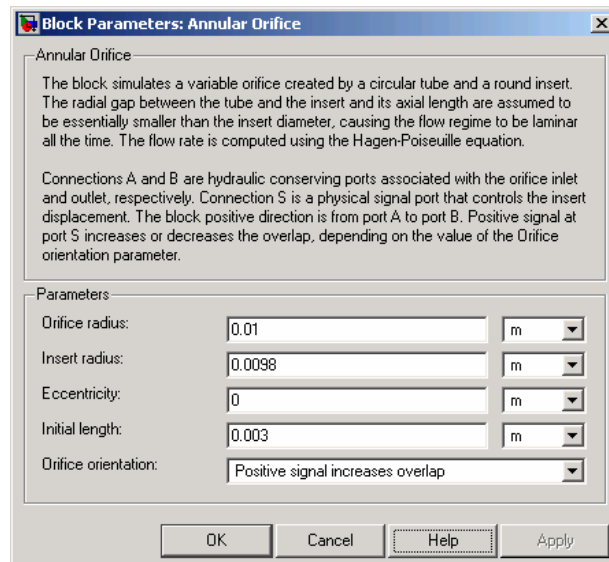 Block Parameters: Annular Orifice
Annular Orifice
The block simulates a variable orifice created by a circular tube and a round insert.
The radial gap between the tube and the insert and its axial length are assumed to
be essentially smaller than the insert diameter, causing the flow regime to be laminar
all the time. The flow rate is computed using the Hagen-Poiseuille equation.
Connections A and B are hydraulic conserving ports associated with the orifice inlet
and outlet, respectively. Connection S is a physical signal port that controls the insert
displacement. The block positive direction is from port A to port B. Positive signal at
port S increases or decreases the overlap, depending on the value of the Orifice
orientation parameter.
Parameters
Orifice radius: 0.01 m
Insert radius: 0.0098 m
Eccentricity: 0 m
Initial length: 0.003 m
Orifice orientation: Positive signal increases overlap
OK Cancel Help Apply